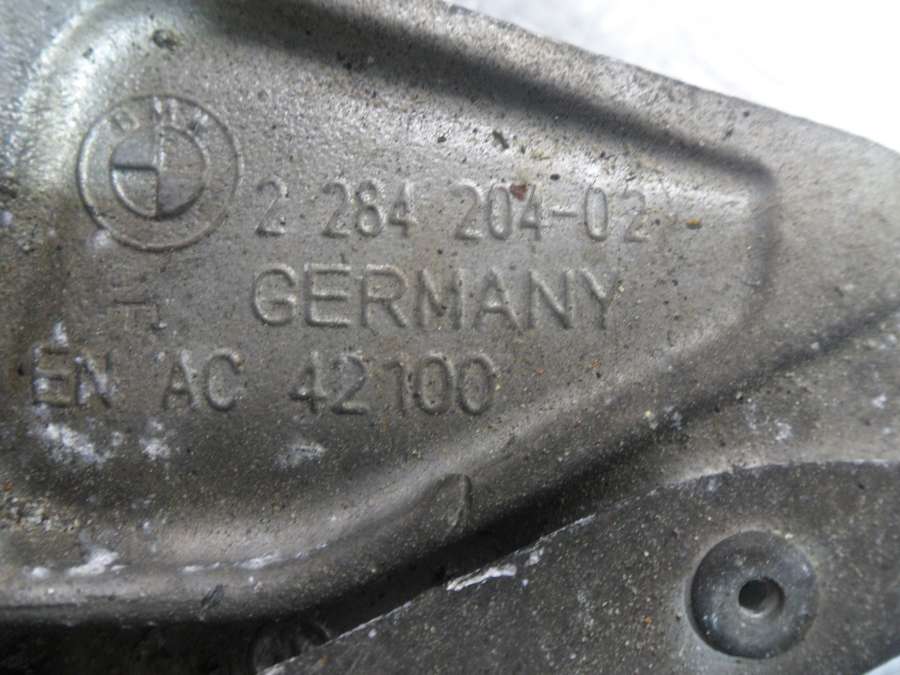 BMW
2 284 204-02
GERMANY
EN AC 42100